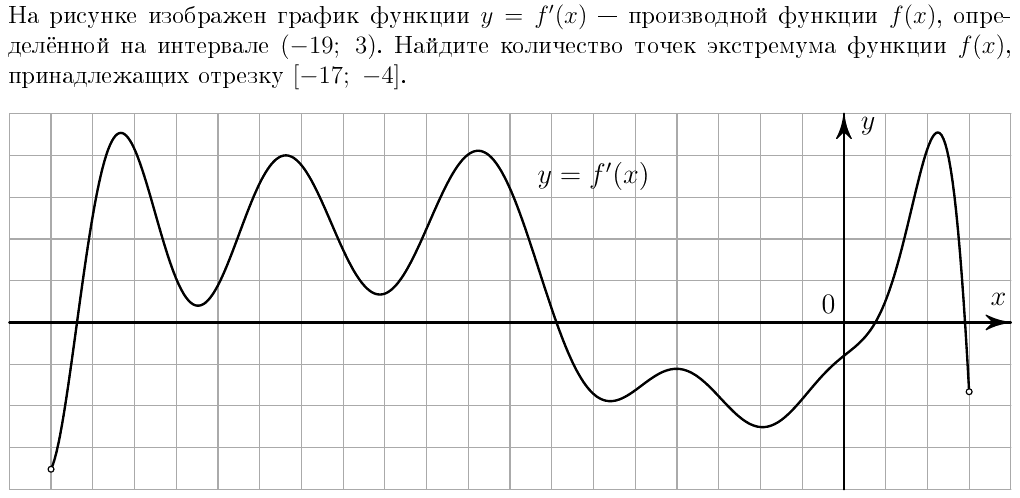 На рисунке изображен график функции y = f′(x) — производной функции f(x), опре-
делённой на интервале (−19; 3). Найдите количество точек экстремума функции f(x),
принадлежащих отрезку [−17; −4].
y
y = f′(x)
0
x